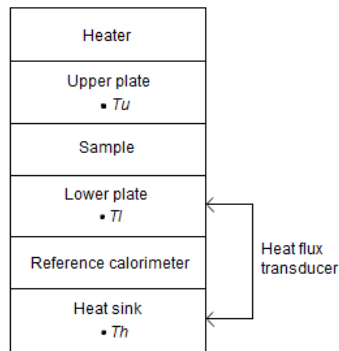 Heater
Upper plate
Tu
Sample
Lower plate
Tl
Reference calorimeter
Heat sink
Th
Heat flux
transducer